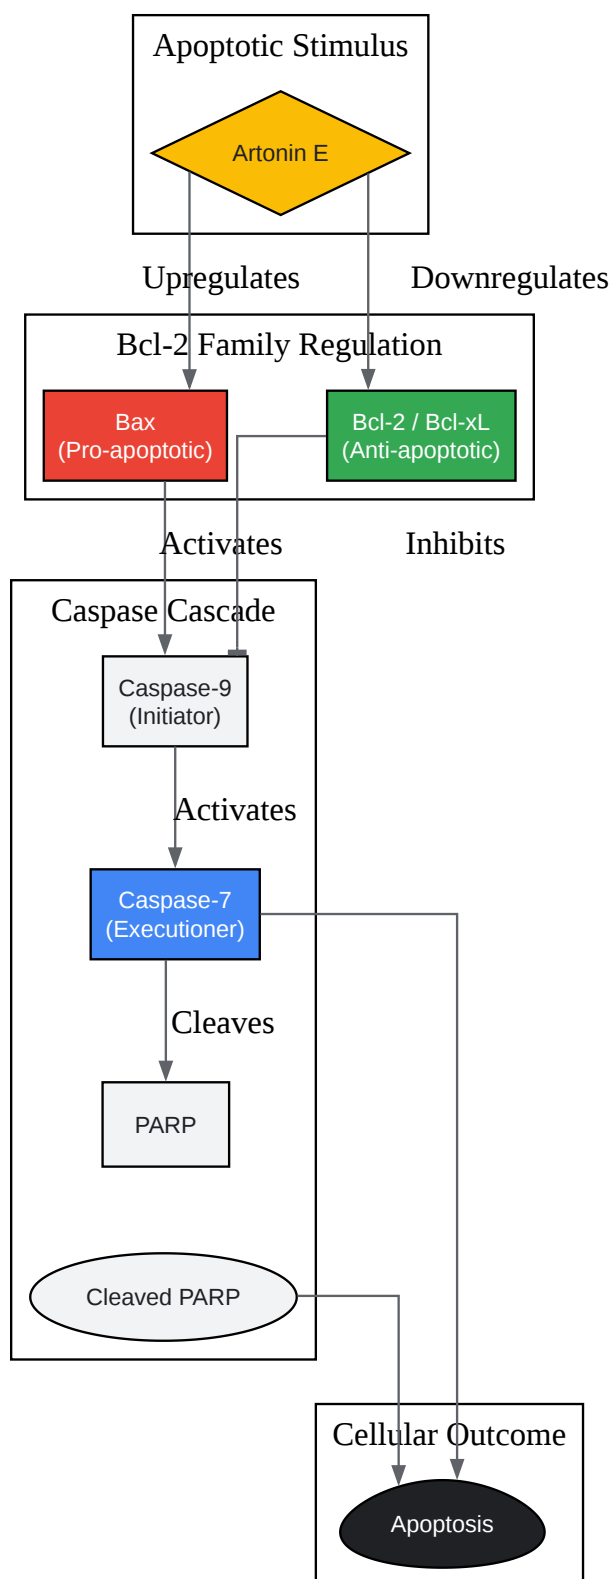 Apoptotic Stimulus
Artonin E
Upregulates
Downregulates
Bcl-2 Family Regulation
Bax
(Pro-apoptotic)
Bcl-2 / Bcl-xL
(Anti-apoptotic)
Activates
Inhibits
Caspase Cascade
Caspase-9
(Initiator)
Activates
Caspase-7
(Executioner)
Cleaves
PARP
Cleaved PARP
Cellular Outcome
Apoptosis